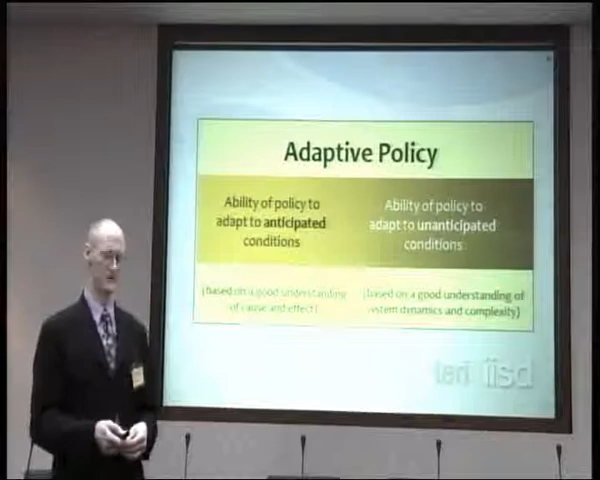 Adaptive Policy
Ability of policy to
adapt to anticipated
conditions
Ability of policy to
adapt to unanticipated
conditions
(based on a good understanding
of cause and effect)
(based on a good understanding of
system dynamics and complexity)
teri iisd